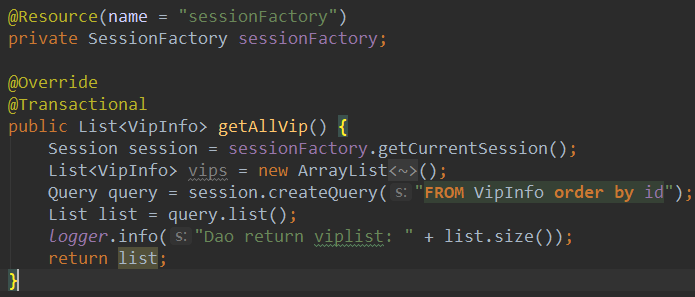 @Resource(name = "sessionFactory")
private SessionFactory sessionFactory;
@Override
@Transactional
public List<VipInfo> getAllVip() {
Session session = sessionFactory.getCurrentSession();
List<VipInfo> vips = new ArrayList<~>();
Query query = session.createQuery( s: "FROM VipInfo order by id");
List list = query.list();
logger.info( s: "Dao return viplist: " + list.size());
return list;
}